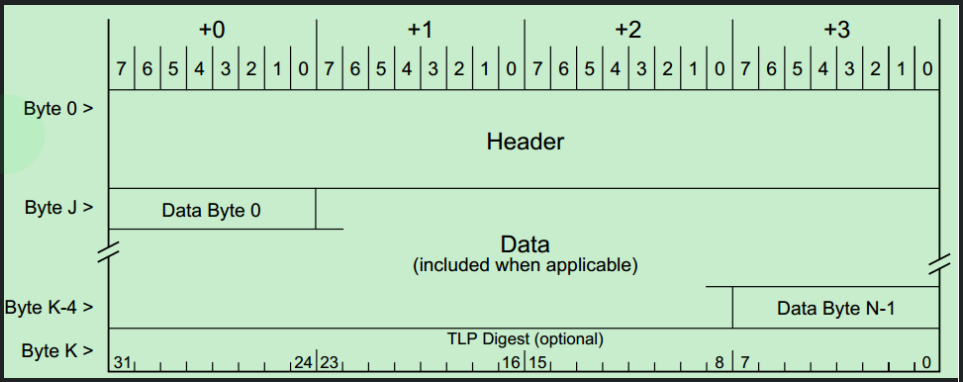 +0 +1 +2 +3
7 6 5 4 3 2 1 0 7 6 5 4 3 2 1 0 7 6 5 4 3 2 1 0 7 6 5 4 3 2 1 0
Byte 0 >
Header
Byte J > Data Byte 0
Data
(included when applicable)
Byte K-4 > Data Byte N-1
TLP Digest (optional)
Byte K >
31 24 23 16 15 8 7 0